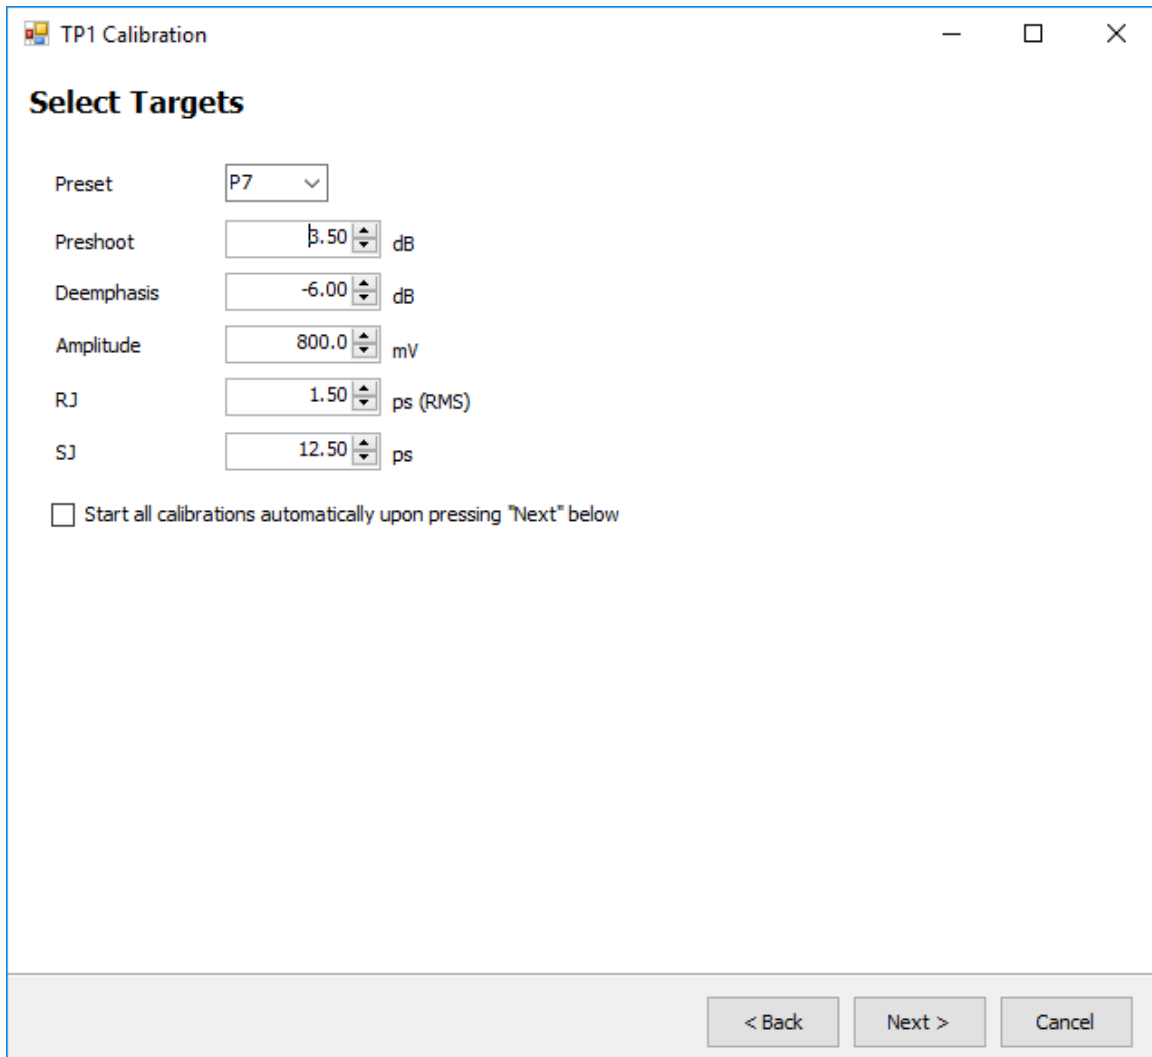 TP1 Calibration
Select Targets
Preset P7
Preshoot 3.50 dB
Deemphasis -6.00 dB
Amplitude 800.0 mV
RJ 1.50 ps (RMS)
SJ 12.50 ps
Start all calibrations automatically upon pressing "Next" below
< Back Next > Cancel